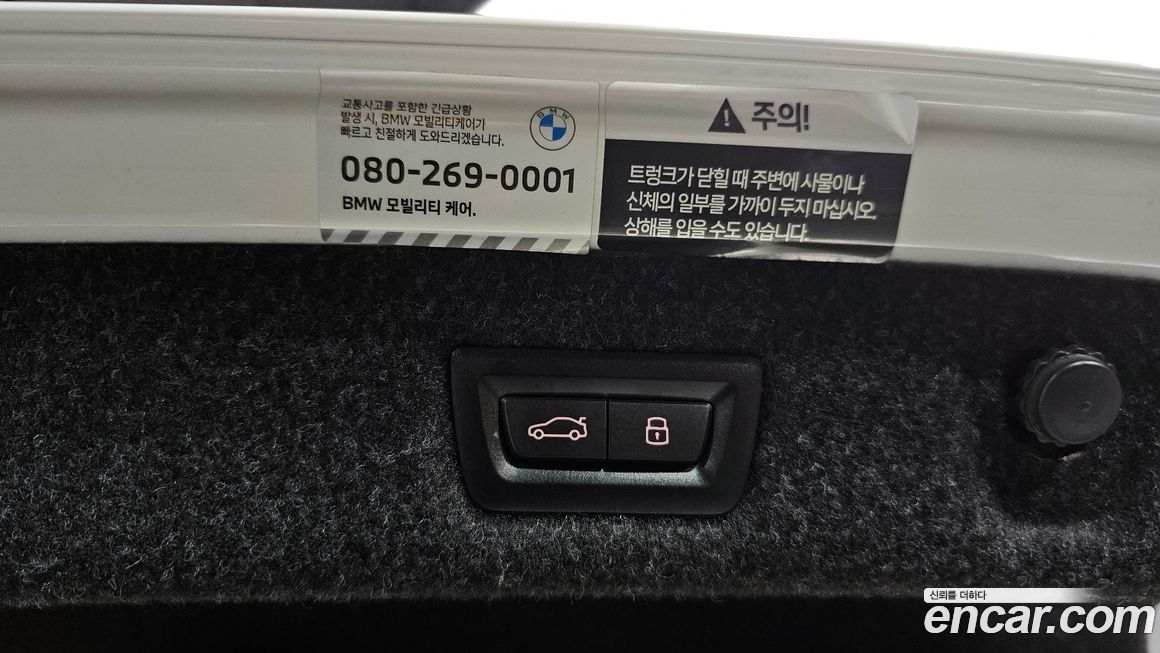 교통사고를 포함한 긴급상황
발생 시, BMW 모빌리티케어가
빠르고 친절하게 도와드리겠습니다.
BMW
080-269-0001
BMW 모빌리티 케어.
주의!
트렁크가 닫힐 때 주변에 사물이나
신체의 일부를 가까이 두지 마십시오.
상해를 입을 수도 있습니다.
신뢰를 더하다
encar.com